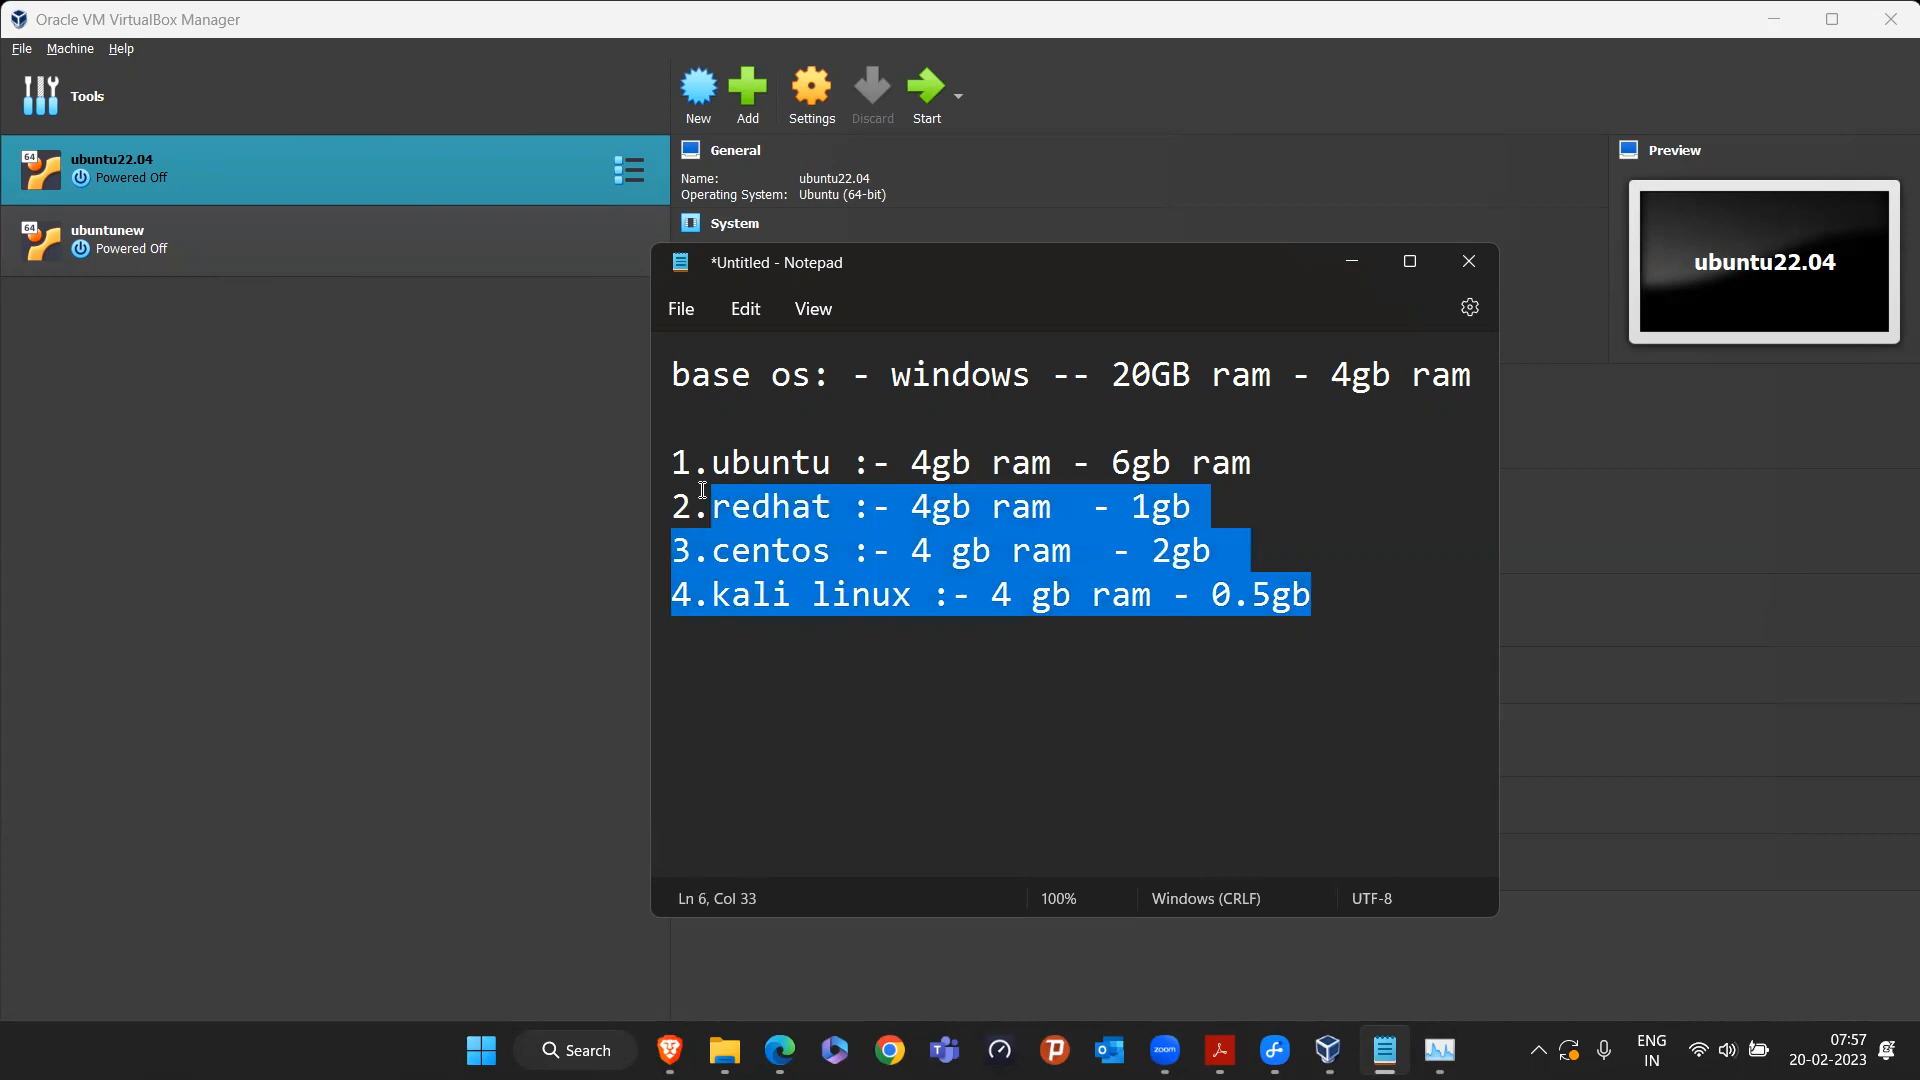 Oracle VM VirtualBox Manager
File Machine Help
Tools
New Add Settings Discard Start
64 ubuntu22.04
Powered Off
64 ubuntunew
Powered Off
General
Name: ubuntu22.04
Operating System: Ubuntu (64-bit)
System
Preview
ubuntu22.04
*Untitled - Notepad
File Edit View
base os: - windows -- 20GB ram - 4gb ram
1.ubuntu :- 4gb ram - 6gb ram
2.redhat :- 4gb ram - 1gb
3.centos :- 4 gb ram - 2gb
4.kali linux :- 4 gb ram - 0.5gb
Ln 6, Col 33 100% Windows (CRLF) UTF-8
Search
zoom
ENG
IN
07:57
20-02-2023